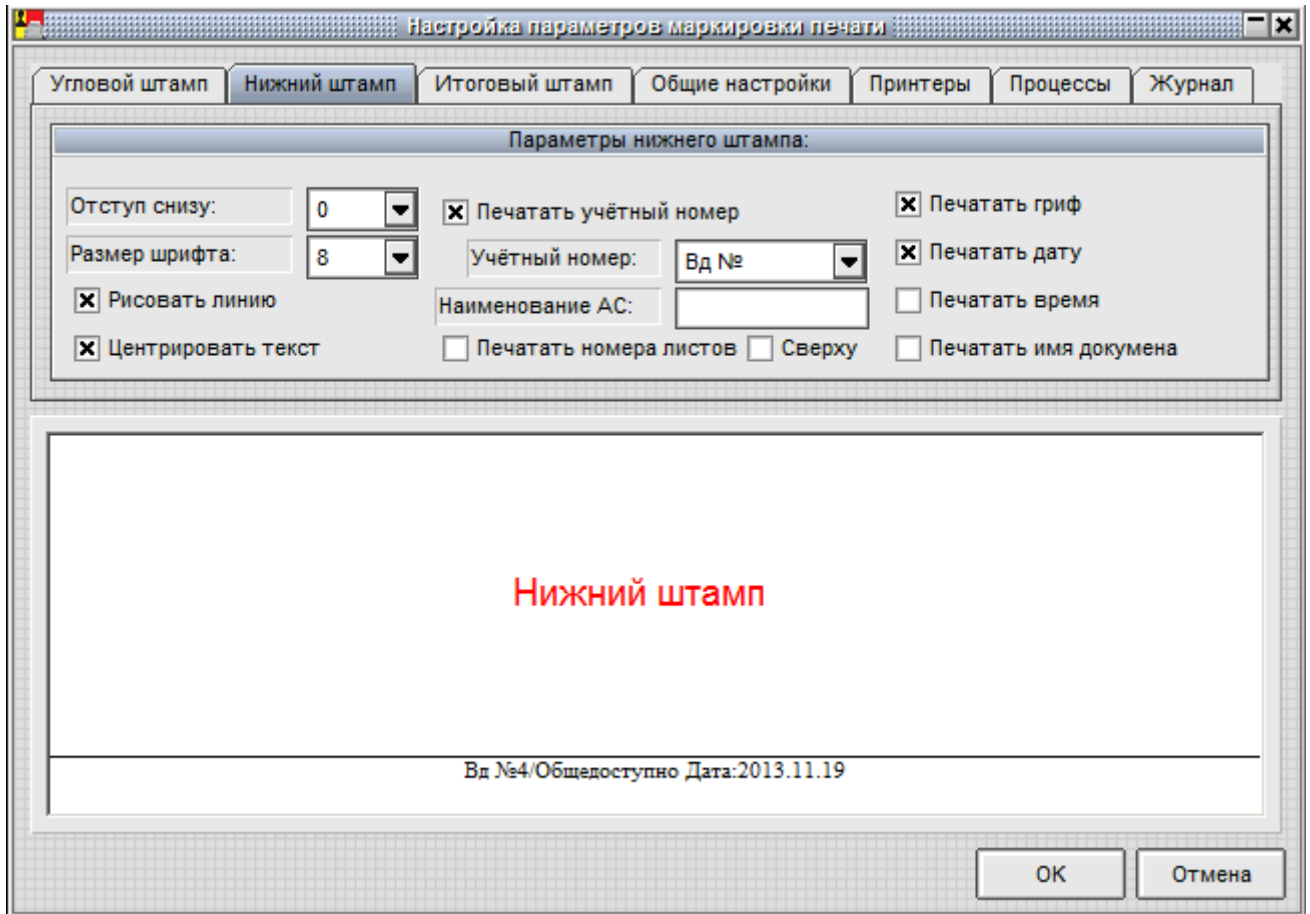 Настройка параметров маркировки печати
Угловой штамп Нижний штамп Итоговый штамп Общие настройки Принтеры Процессы Журнал
Параметры нижнего штампа:
Отступ снизу: 0 Печатать учётный номер Печатать гриф
Размер шрифта: 8 Учётный номер: Вд № Печатать дату
Рисовать линию Наименование АС: Печатать время
Центрировать текст Печатать номера листов Сверху Печатать имя докумена
Нижний штамп
Вд №4/Общедоступно Дата:2013.11.19
ОК Отмена